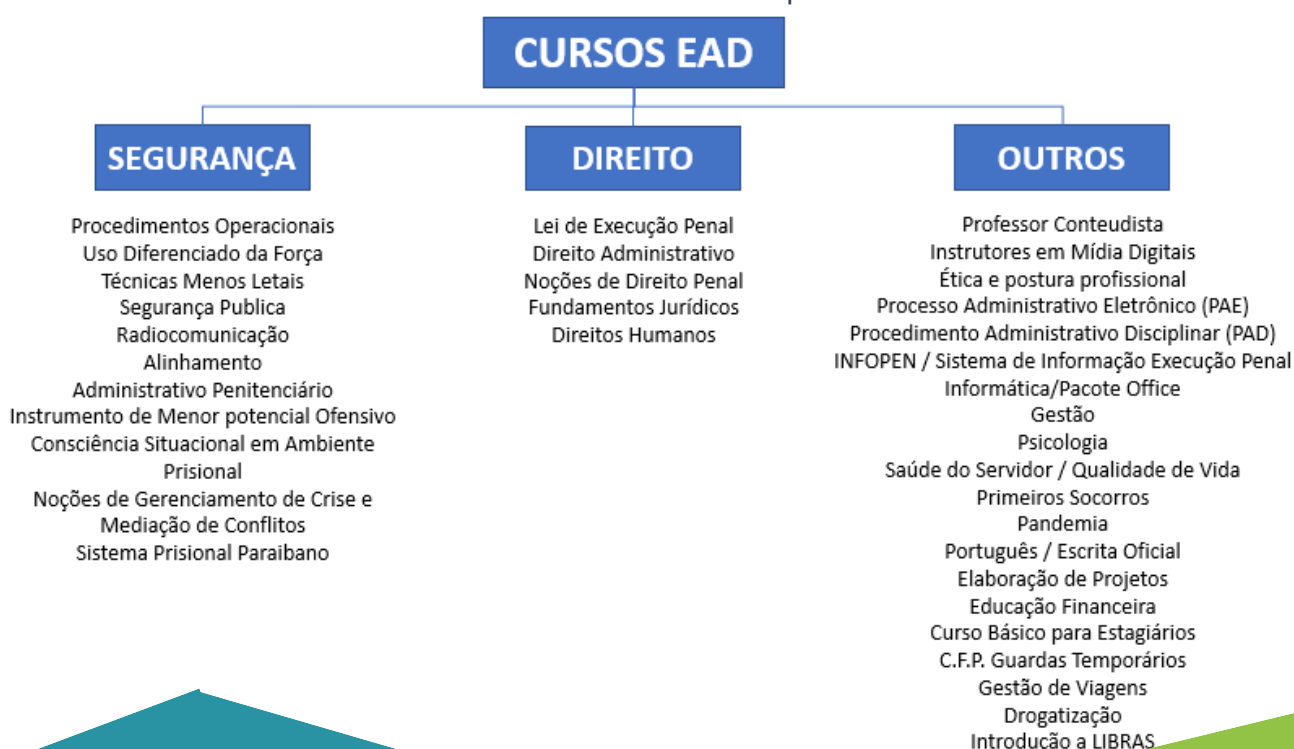 CURSOS EAD
SEGURANÇA
Procedimentos Operacionais
Uso Diferenciado da Força
Técnicas Menos Letais
Segurança Publica
Radiocomunicação
Alinhamento
Administrativo Penitenciário
Instrumento de Menor potencial Ofensivo
Consciência Situacional em Ambiente
Prisional
Noções de Gerenciamento de Crise e
Mediação de Conflitos
Sistema Prisional Paraibano
DIREITO
Lei de Execução Penal
Direito Administrativo
Noções de Direito Penal
Fundamentos Jurídicos
Direitos Humanos
OUTROS
Professor Conteudista
Instrutores em Mídia Digitais
Ética e postura profissional
Processo Administrativo Eletrônico (PAE)
Procedimento Administrativo Disciplinar (PAD)
INFOPEN / Sistema de Informação Execução Penal
Informática/Pacote Office
Gestão
Psicologia
Saúde do Servidor / Qualidade de Vida
Primeiros Socorros
Pandemia
Português / Escrita Oficial
Elaboração de Projetos
Educação Financeira
Curso Básico para Estagiários
C.F.P. Guardas Temporários
Gestão de Viagens
Drogatização
Introdução a LIBRAS